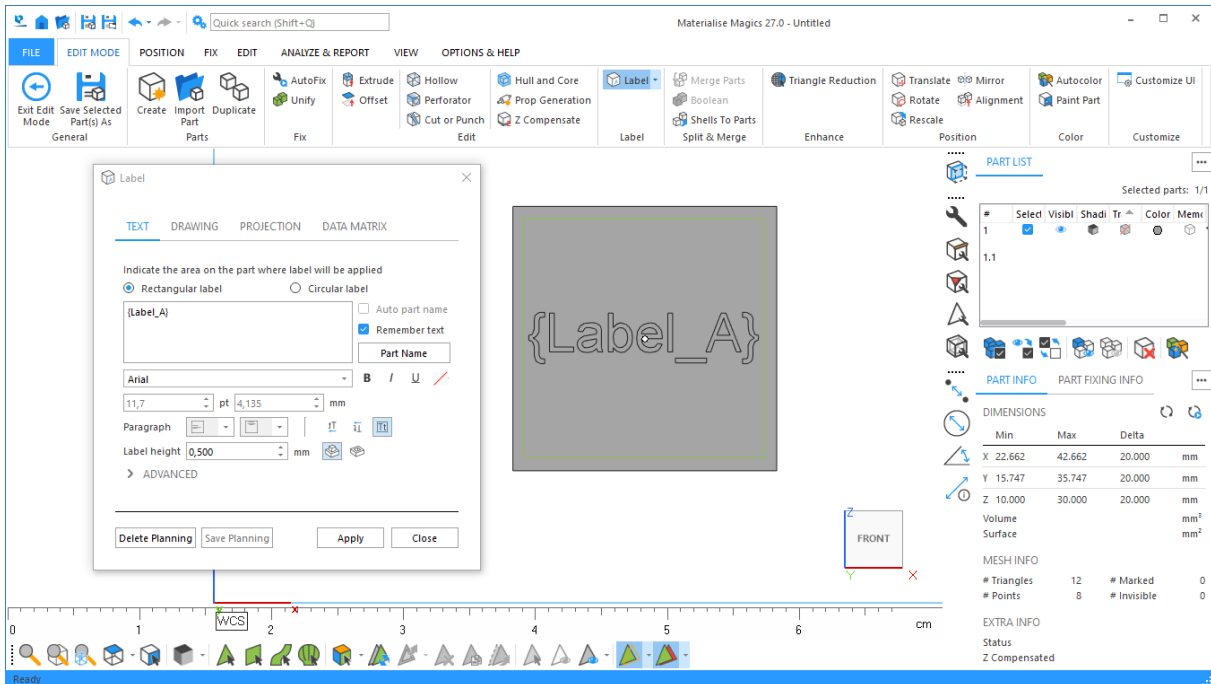 Quick search (Shift+Q)
Materialise Magics 27.0 - Untitled
FILE
EDIT MODE
POSITION
FIX
EDIT
ANALYZE & REPORT
VIEW
OPTIONS & HELP
Exit Edit Mode
Save Selected Part(s) As
General
Create
Import Part
Duplicate
Parts
AutoFix
Unify
Fix
Extrude
Offset
Hollow
Perforator
Cut or Punch
Hull and Core
Prop Generation
Z Compensate
Edit
Label
Label
Merge Parts
Boolean
Shells To Parts
Split & Merge
Triangle Reduction
Enhance
Translate
Mirror
Rotate
Alignment
Rescale
Position
Autocolor
Paint Part
Color
Customize UI
Customize
Label
TEXT
DRAWING
PROJECTION
DATA MATRIX
Indicate the area on the part where label will be applied
Rectangular label
Circular label
{Label_A}
Auto part name
Remember text
Part Name
Arial
B I U
11,7 pt 4,135 mm
Paragraph
Label height 0,500 mm
ADVANCED
Delete Planning
Save Planning
Apply
Close
{Label_A}
FRONT
Z
Y
X
WCS
Y
X
0 1 2 3 4 5 6 cm
PART LIST
Selected parts: 1/1
# Select Visibl Shadi Tr Color Memo
1
1.1
PART INFO
PART FIXING INFO
DIMENSIONS
Min Max Delta
X 22.662 42.662 20.000 mm
Y 15.747 35.747 20.000 mm
Z 10.000 30.000 20.000 mm
Volume mm³
Surface mm²
MESH INFO
# Triangles 12 # Marked 0
# Points 8 # Invisible 0
EXTRA INFO
Status
Z Compensated
Ready